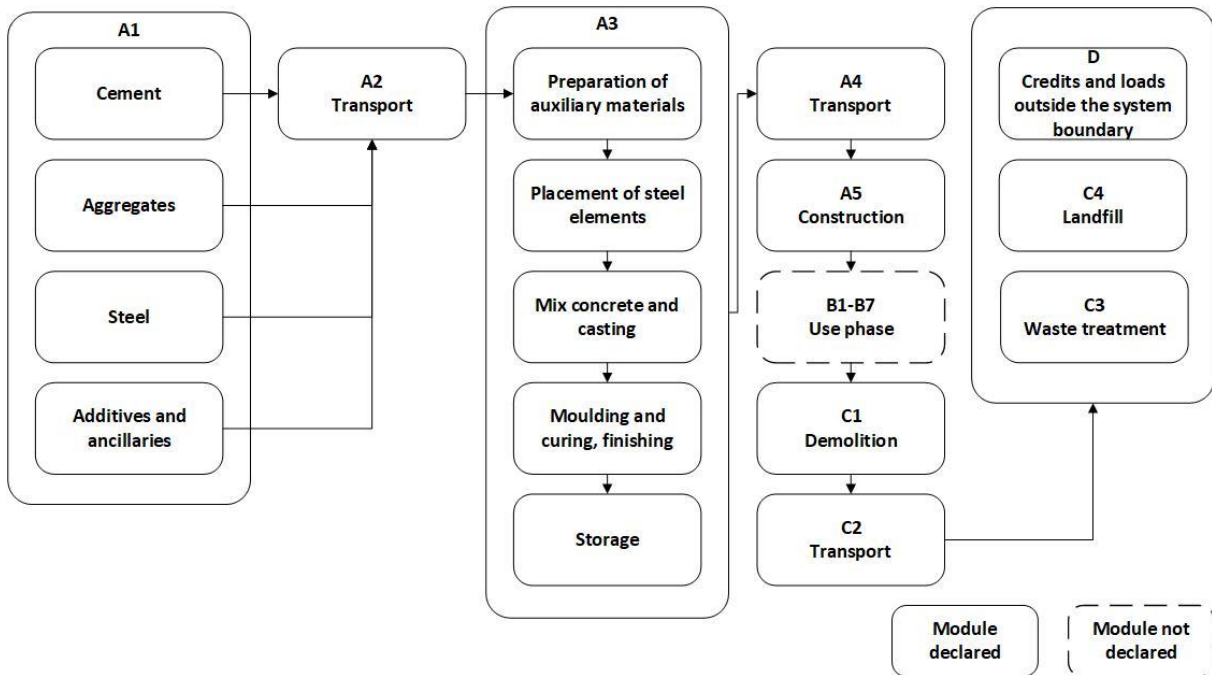 A1
Cement
Aggregates
Steel
Additives and
ancillaries
A2
Transport
A3
Preparation of
auxiliary materials
Placement of steel
elements
Mix concrete and
casting
Moulding and
curing, finishing
Storage
A4
Transport
A5
Construction
B1-B7
Use phase
C1
Demolition
C2
Transport
D
Credits and loads
outside the system
boundary
C4
Landfill
C3
Waste treatment
Module
declared
Module not
declared